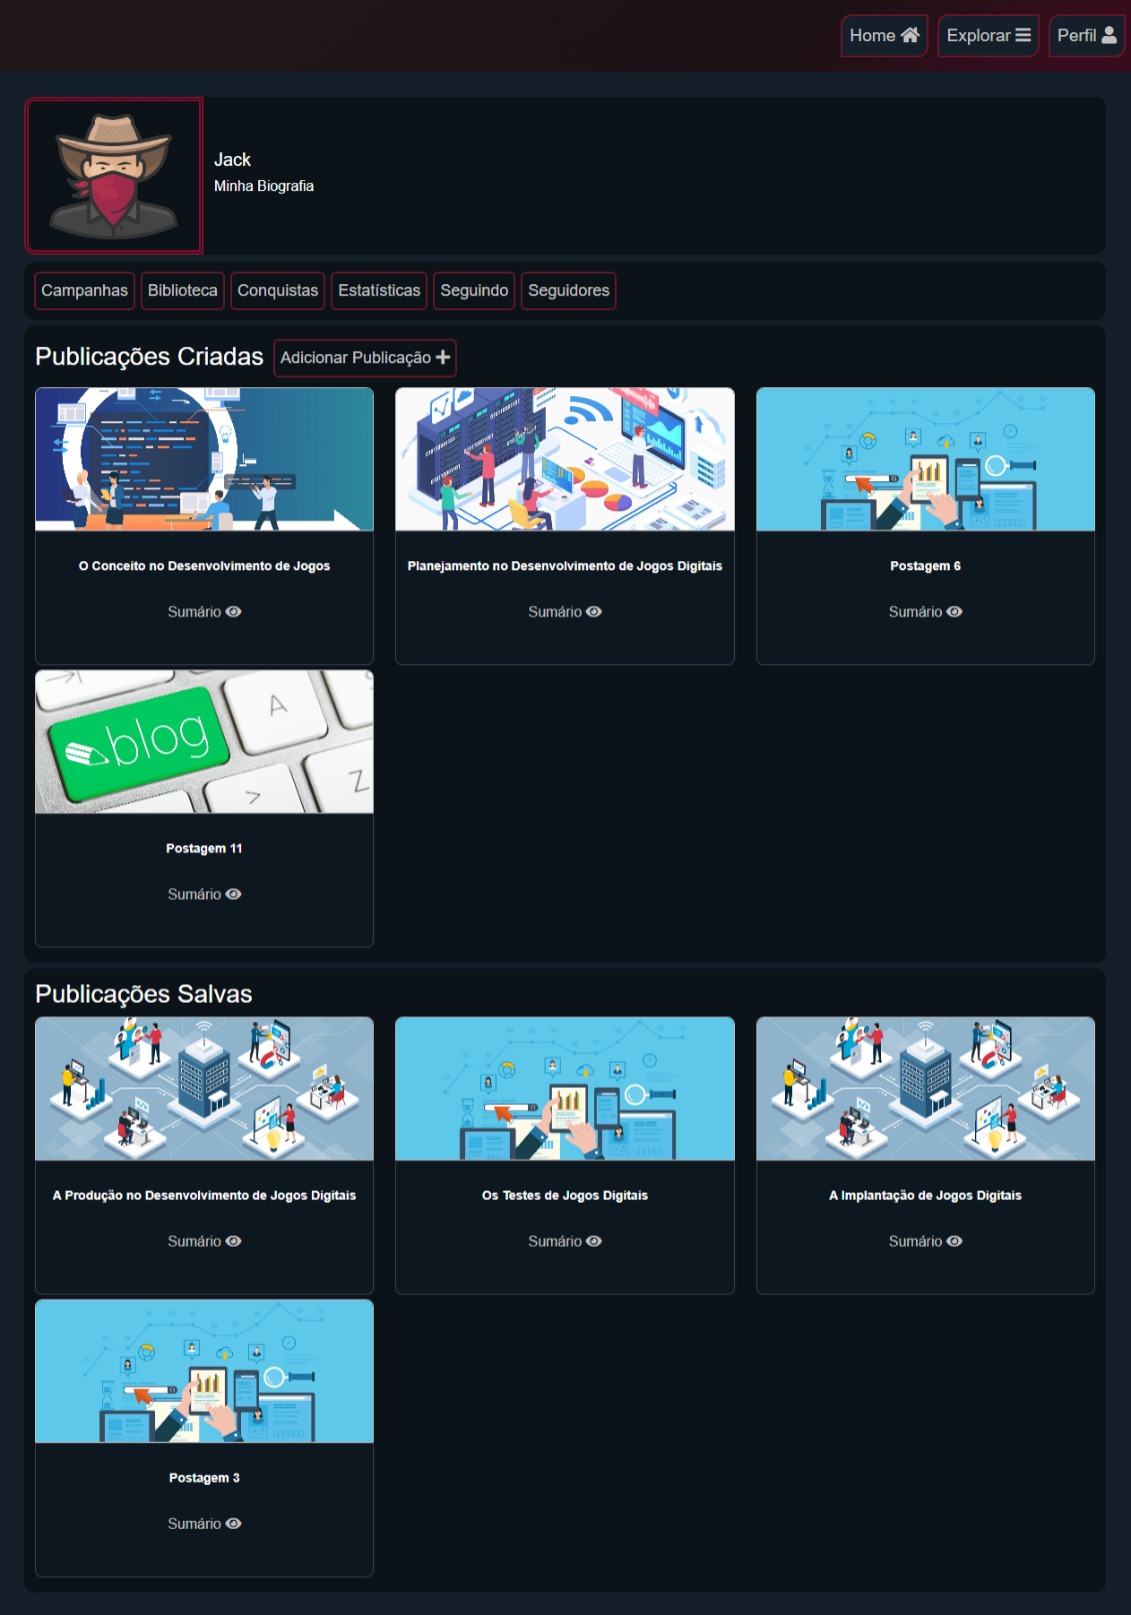 Home
Explorar
Perfil
Jack
Minha Biografia
Campanhas
Biblioteca
Conquistas
Estatísticas
Seguindo
Seguidores
Publicações Criadas
Adicionar Publicação
O Conceito no Desenvolvimento de Jogos
Sumário
Planejamento no Desenvolvimento de Jogos Digitais
Sumário
Postagem 6
Sumário
A
blog
Z
Postagem 11
Sumário
Publicações Salvas
A Produção no Desenvolvimento de Jogos Digitais
Sumário
Os Testes de Jogos Digitais
Sumário
A Implantação de Jogos Digitais
Sumário
Postagem 3
Sumário